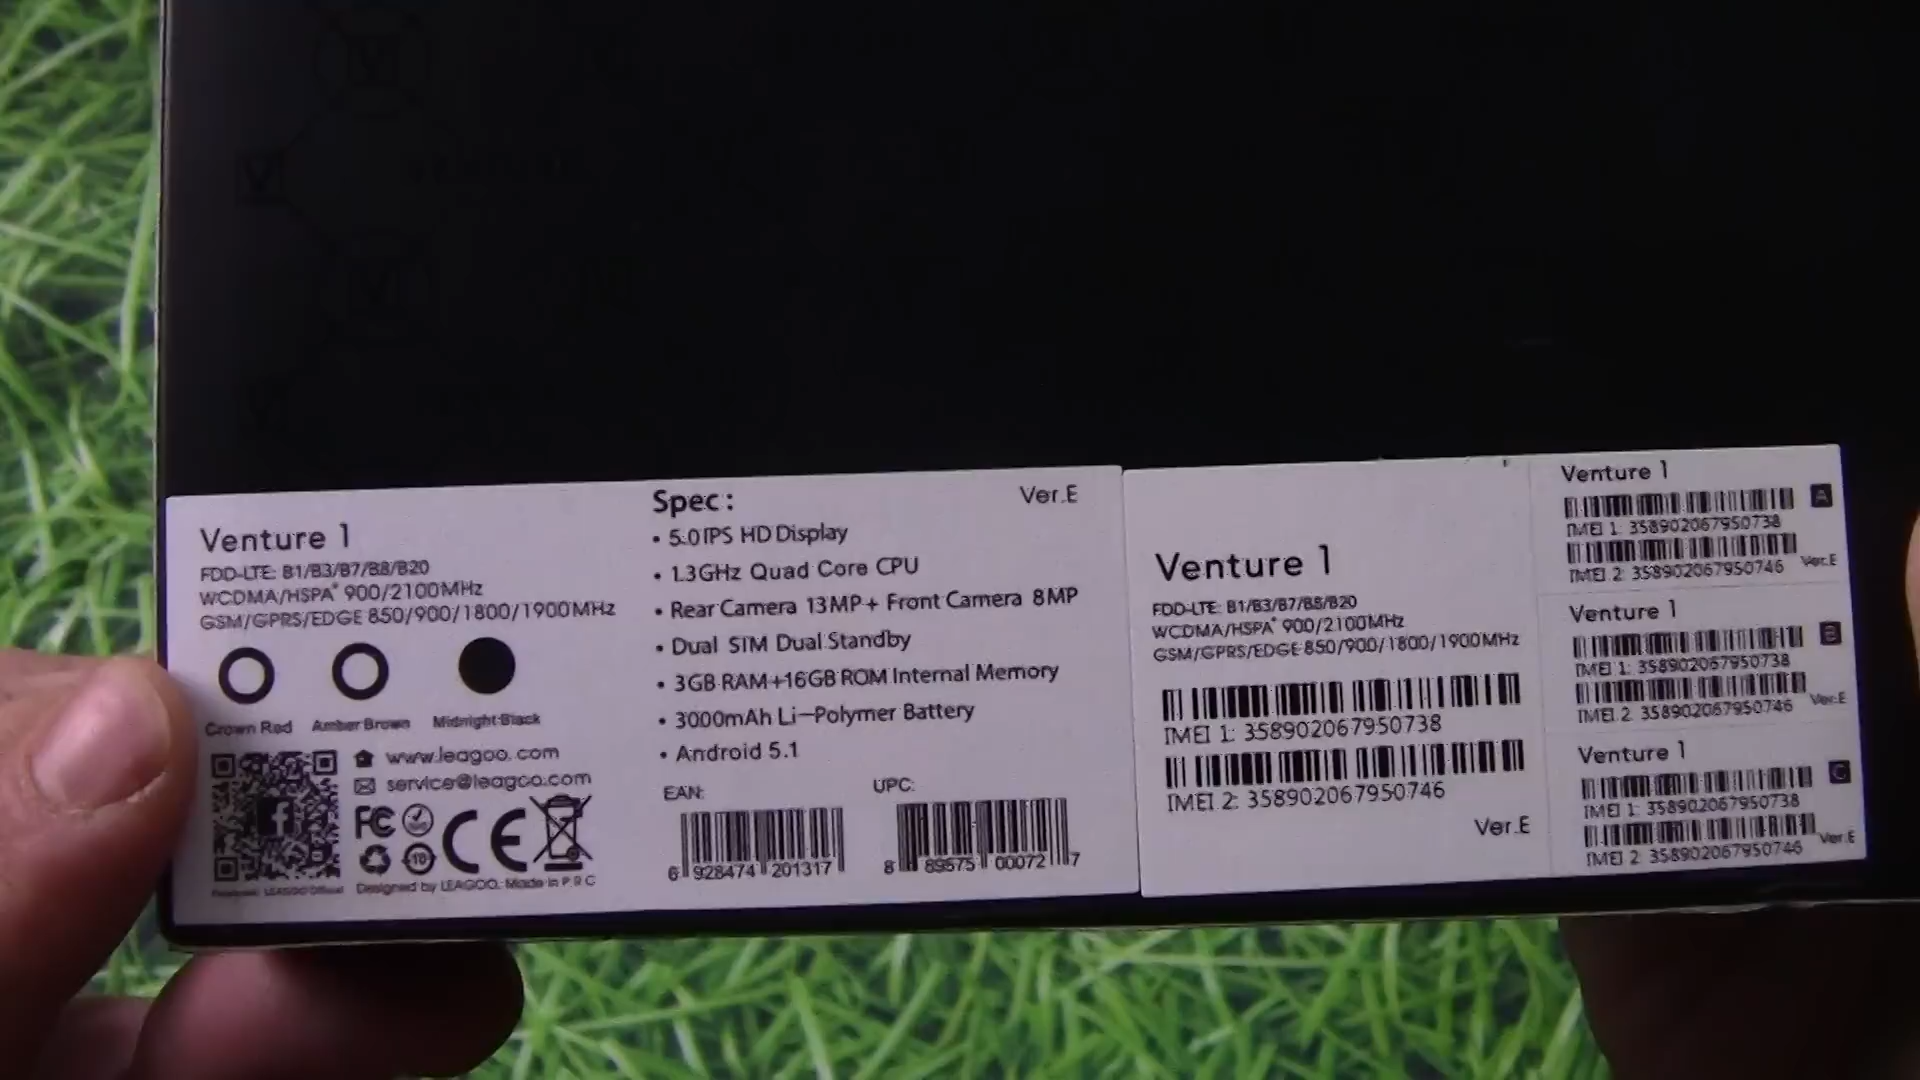 Venture 1
FDD-LTE: B1/B3/B7/B8/B20
WCDMA/HSPA+ 900/2100MHz
GSM/GPRS/EDGE 850/900/1800/1900MHz
Crown Red Amber Brown Midnight Black
www.leagoo.com
service@leagoo.com
f
FC CE
10
Facebook: LEAGOO Official
Designed by LEAGOO. Made in P.R.C
Spec: Ver.E
• 5.0 IPS HD Display
• 1.3GHz Quad Core CPU
• Rear Camera 13MP+ Front Camera 8MP
• Dual SIM Dual Standby
• 3GB RAM+16GB ROM Internal Memory
• 3000mAh Li-Polymer Battery
• Android 5.1
EAN: UPC:
6 928474 201317
8 89575 00072 7
Venture 1
FDD-LTE: B1/B3/B7/B8/B20
WCDMA/HSPA+ 900/2100MHz
GSM/GPRS/EDGE 850/900/1800/1900MHz
IMEI 1: 358902067950738
IMEI 2: 358902067950746
Ver.E
Venture 1
A
IMEI 1: 358902067950738
IMEI 2: 358902067950746 Ver.E
Venture 1
B
IMEI 1: 358902067950738
IMEI 2: 358902067950746 Ver.E
Venture 1
C
IMEI 1: 358902067950738
IMEI 2: 358902067950746 Ver.E